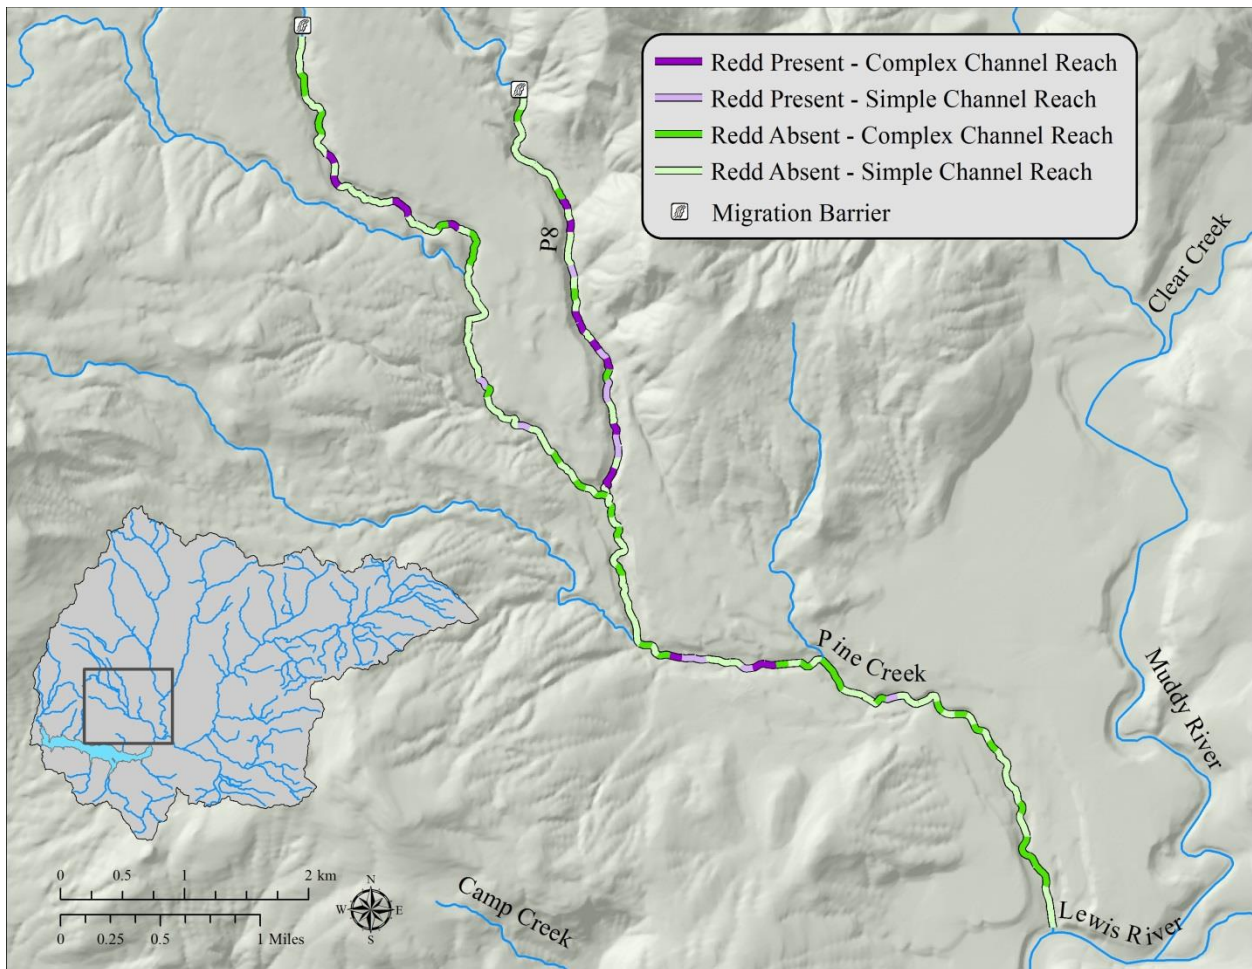 Redd Present - Complex Channel Reach
Redd Present - Simple Channel Reach
Redd Absent - Complex Channel Reach
Redd Absent - Simple Channel Reach
Migration Barrier
P8
Clear Creek
Pine Creek
Muddy River
Lewis River
Camp Creek
0 0.5 1 2 km
0 0.25 0.5 1 Miles
N
W E
S